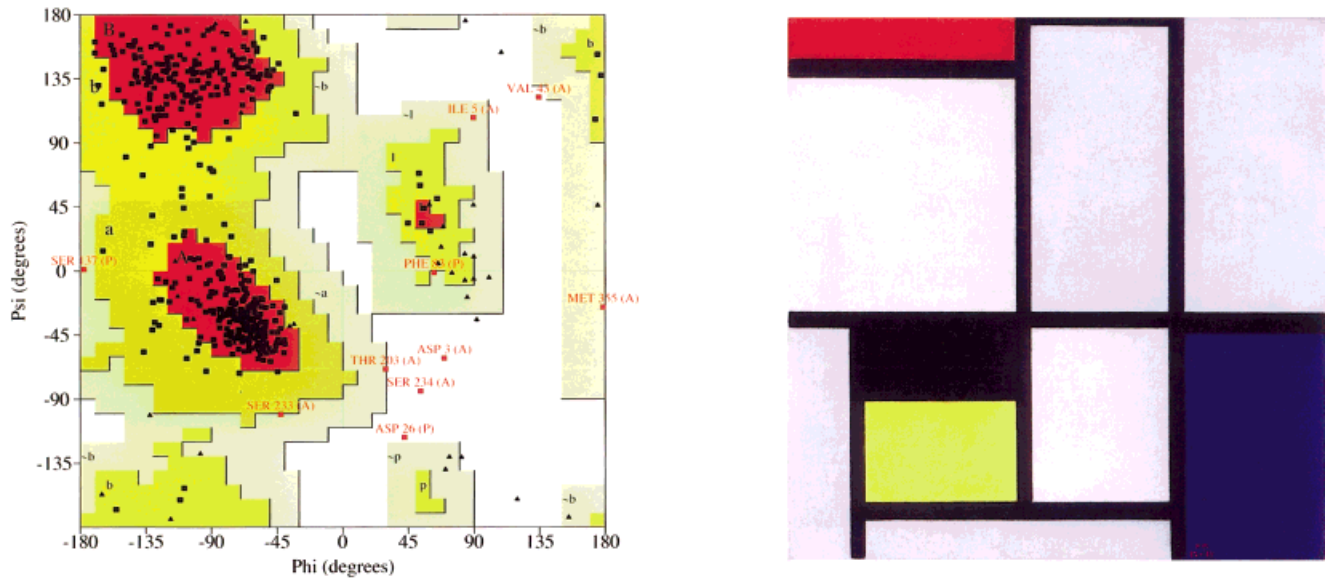 180
B
~b
b
135
b
~b
VAL 45 (A)
ILE 5 (A)
~l
90
l
45
a
A
SER 137 (P)
PHE 83 (P)
0
~a
MET 355 (A)
-45
ASP 3 (A)
THR 203 (A)
SER 234 (A)
-90
SER 233 (A)
ASP 26 (P)
-135
~b
~p
b
p
~b
-180 -135 -90 -45 0 45 90 135 180
Psi (degrees)
Phi (degrees)